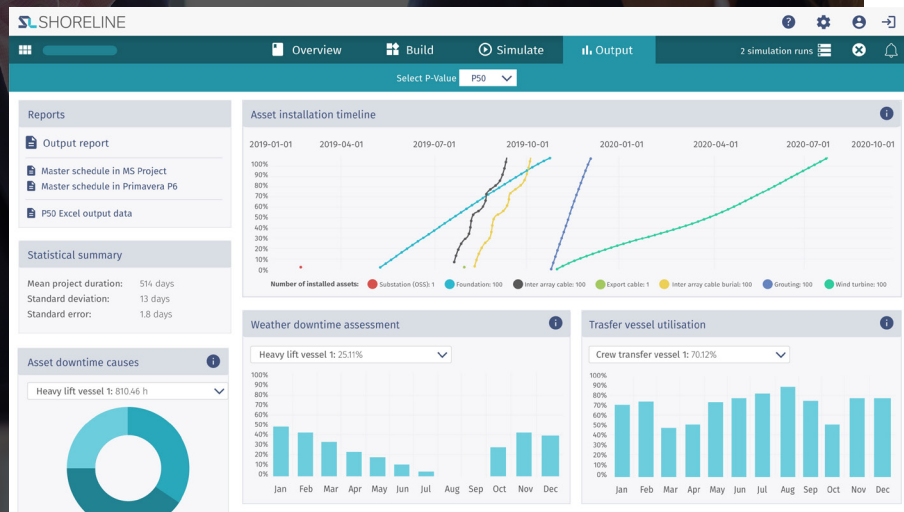 SL SHORELINE
Overview
Build
Simulate
Output
2 simulation runs
Select P-Value P50
Reports
Output report
Master schedule in MS Project
Master schedule in Primavera P6
P50 Excel output data
Statistical summary
Mean project duration: 514 days
Standard deviation: 13 days
Standard error: 1.8 days
Asset downtime causes
Heavy lift vessel 1: 810.46 h
Asset installation timeline
2019-01-01 2019-04-01 2019-07-01 2019-10-01 2020-01-01 2020-04-01 2020-07-01 2020-10-01
100%
90%
80%
70%
60%
50%
40%
30%
20%
10%
0%
Number of installed assets: Substation (OSS): 1 Foundation: 100 Inter array cable: 100 Export cable: 1 Inter array cable burial: 100 Grouting: 100 Wind turbine: 100
Weather downtime assessment
Heavy lift vessel 1: 25.11%
100%
90%
80%
70%
60%
50%
40%
30%
20%
10%
0%
Jan Feb Mar Apr May Jun Jul Aug Sep Oct Nov Dec
Trasfer vessel utilisation
Crew transfer vessel 1: 70.12%
100%
90%
80%
70%
60%
50%
40%
30%
20%
10%
0%
Jan Feb Mar Apr May Jun Jul Aug Sep Oct Nov Dec